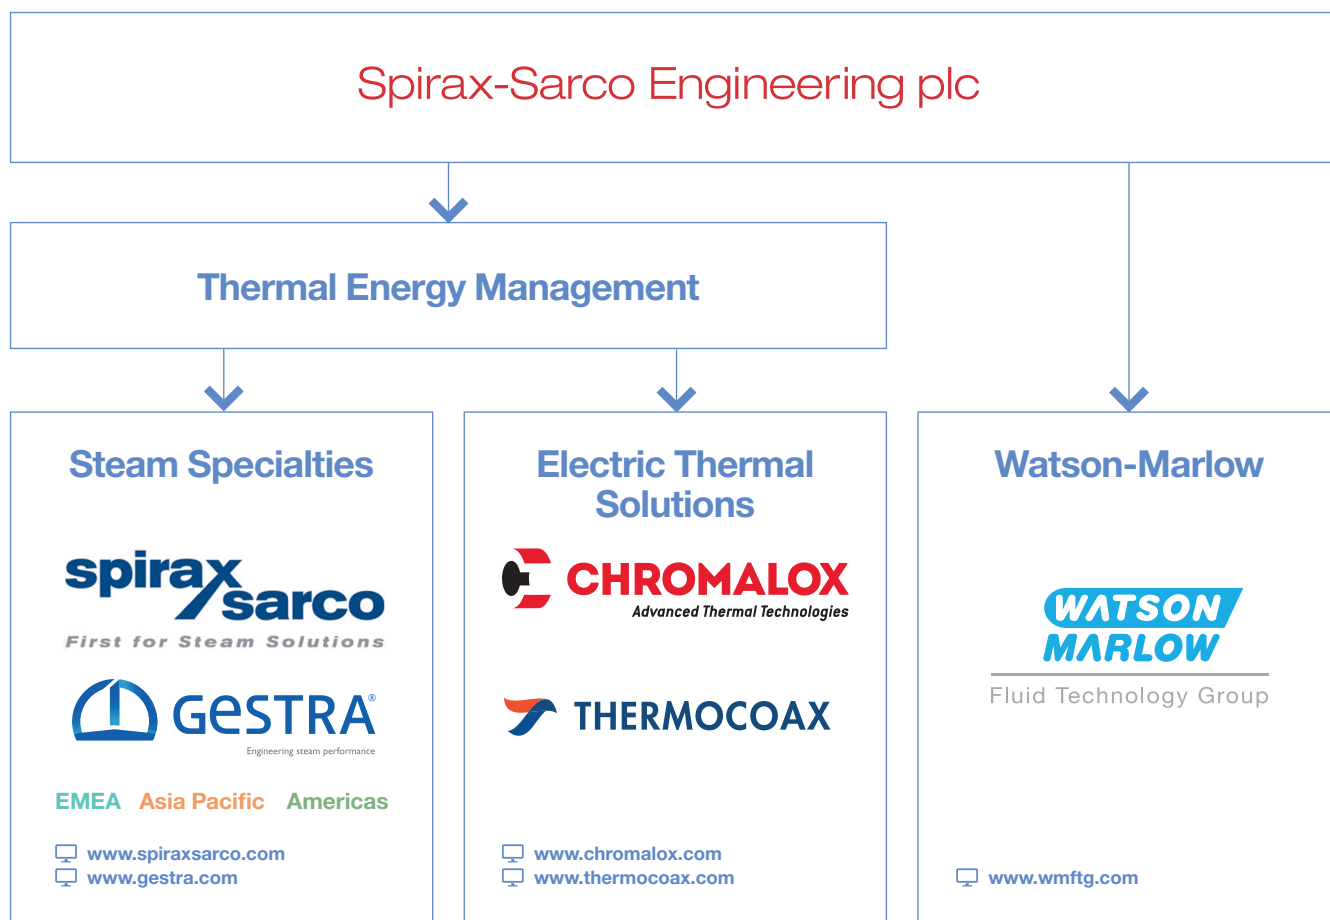 Spirax-Sarco Engineering plc
Thermal Energy Management
Steam Specialties
spirax
sarco
First for Steam Solutions
GeSTRA®
Engineering steam performance
EMEA Asia Pacific Americas
www.spiraxsarco.com
www.gestra.com
Electric Thermal
Solutions
CHROMALOX
Advanced Thermal Technologies
THERMOCOAX
www.chromalox.com
www.thermocoax.com
Watson-Marlow
WATSON
MARLOW
Fluid Technology Group
www.wmftg.com